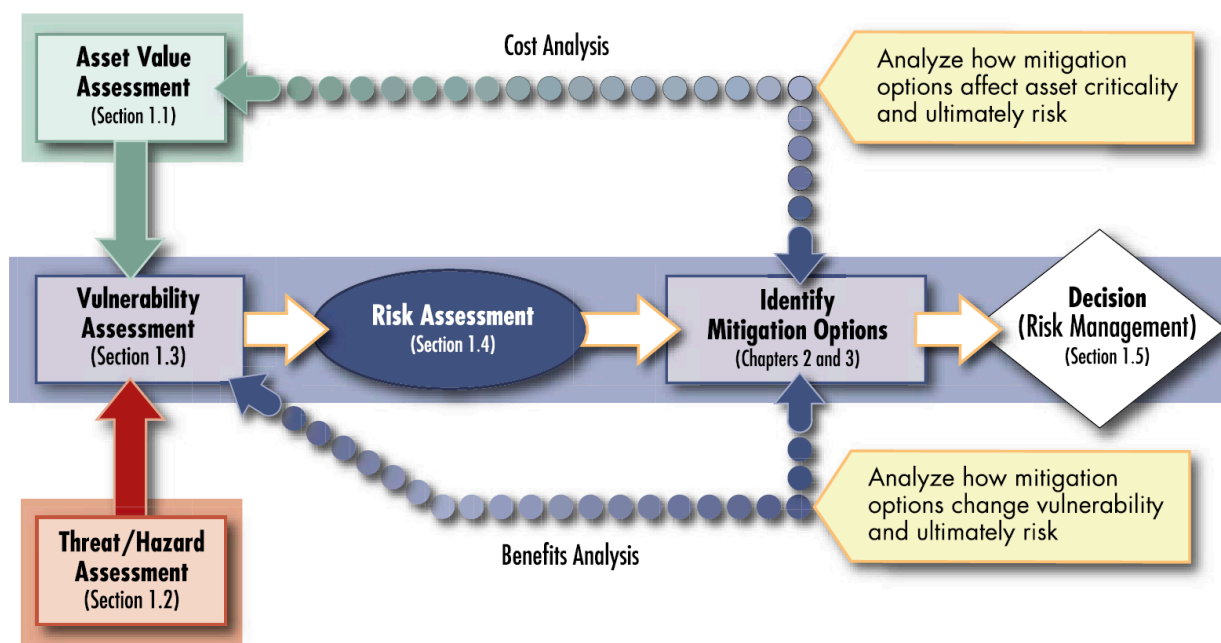 Asset Value
Assessment
(Section 1.1)
Cost Analysis
Analyze how mitigation
options affect asset criticality
and ultimately risk
Vulnerability
Assessment
(Section 1.3)
Risk Assessment
(Section 1.4)
Identify
Mitigation Options
(Chapters 2 and 3)
Decision
(Risk Management)
(Section 1.5)
Threat/Hazard
Assessment
(Section 1.2)
Benefits Analysis
Analyze how mitigation
options change vulnerability
and ultimately risk